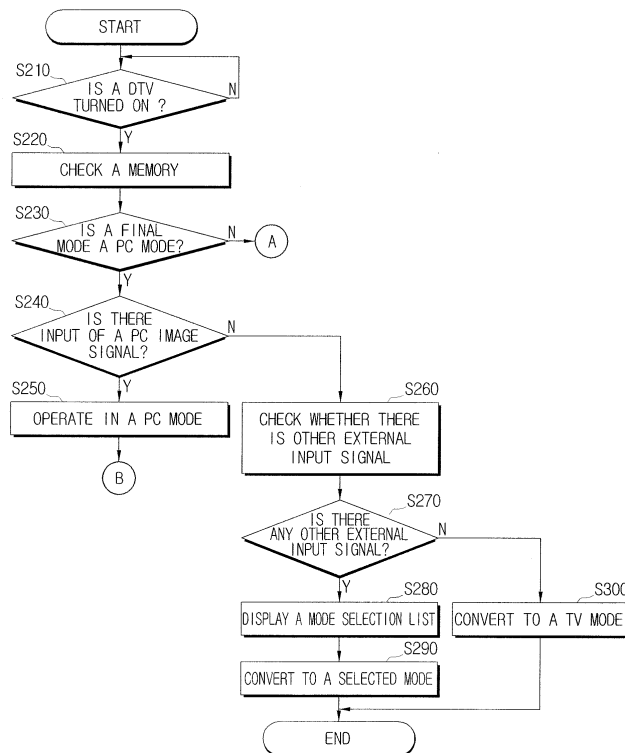 START
S210
IS A DTV
TURNED ON ?
N
Y
S220
CHECK A MEMORY
S230
IS A FINAL
MODE A PC MODE?
N
A
Y
S240
IS THERE
INPUT OF A PC IMAGE
SIGNAL?
N
Y
S250
OPERATE IN A PC MODE
B
S260
CHECK WHETHER THERE
IS OTHER EXTERNAL
INPUT SIGNAL
S270
IS THERE
ANY OTHER EXTERNAL
INPUT SIGNAL?
N
Y
S280
DISPLAY A MODE SELECTION LIST
S300
CONVERT TO A TV MODE
S290
CONVERT TO A SELECTED MODE
END